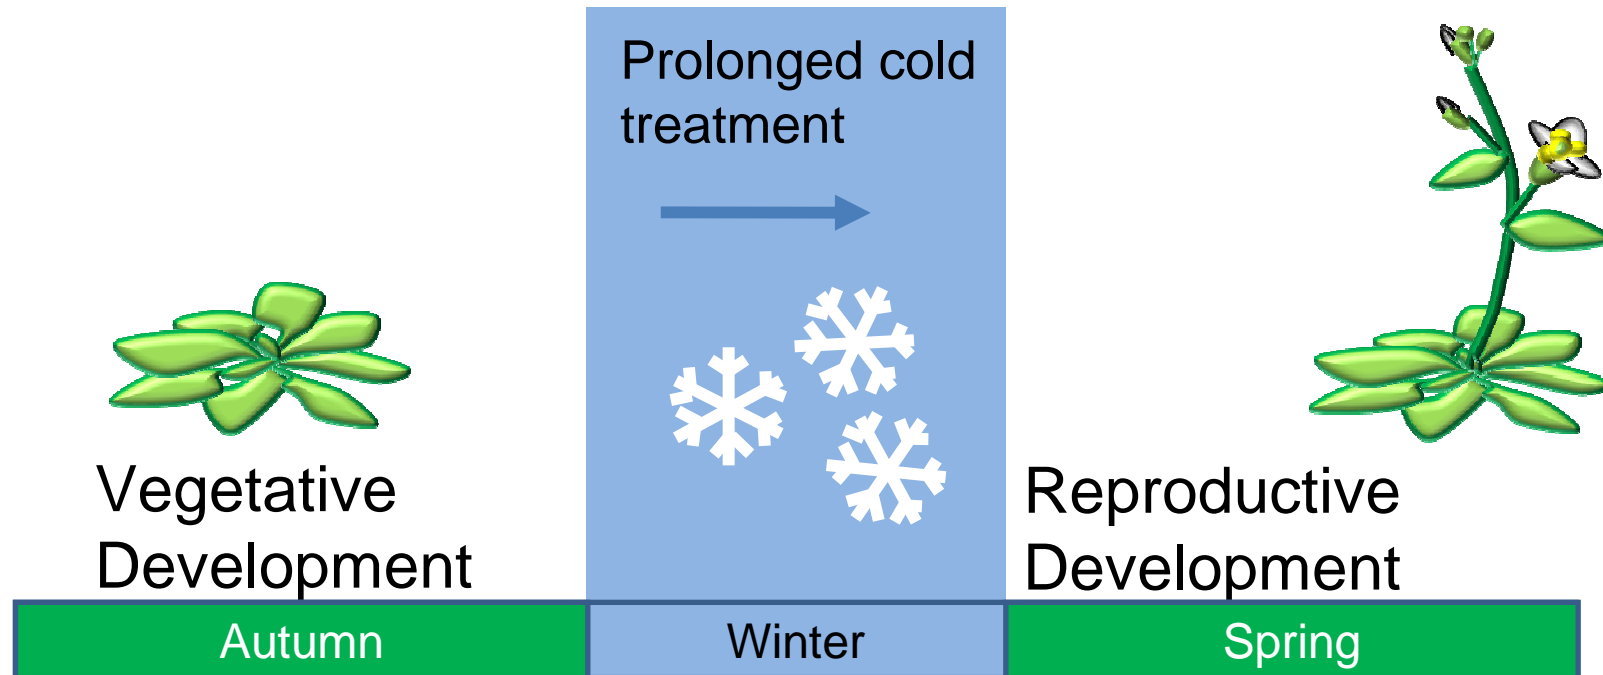 Prolonged cold
treatment
Vegetative
Development
Reproductive
Development
Autumn
Winter
Spring